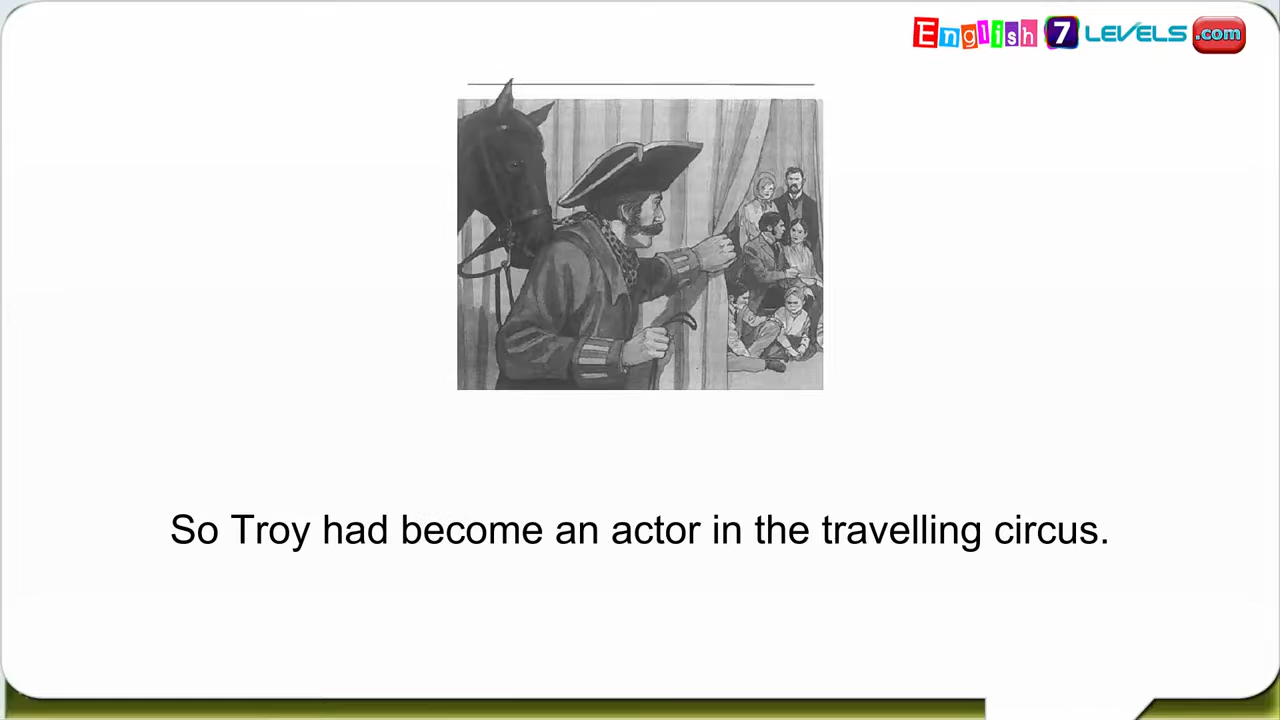 English 7 LEVELS .com
So Troy had become an actor in the travelling circus.